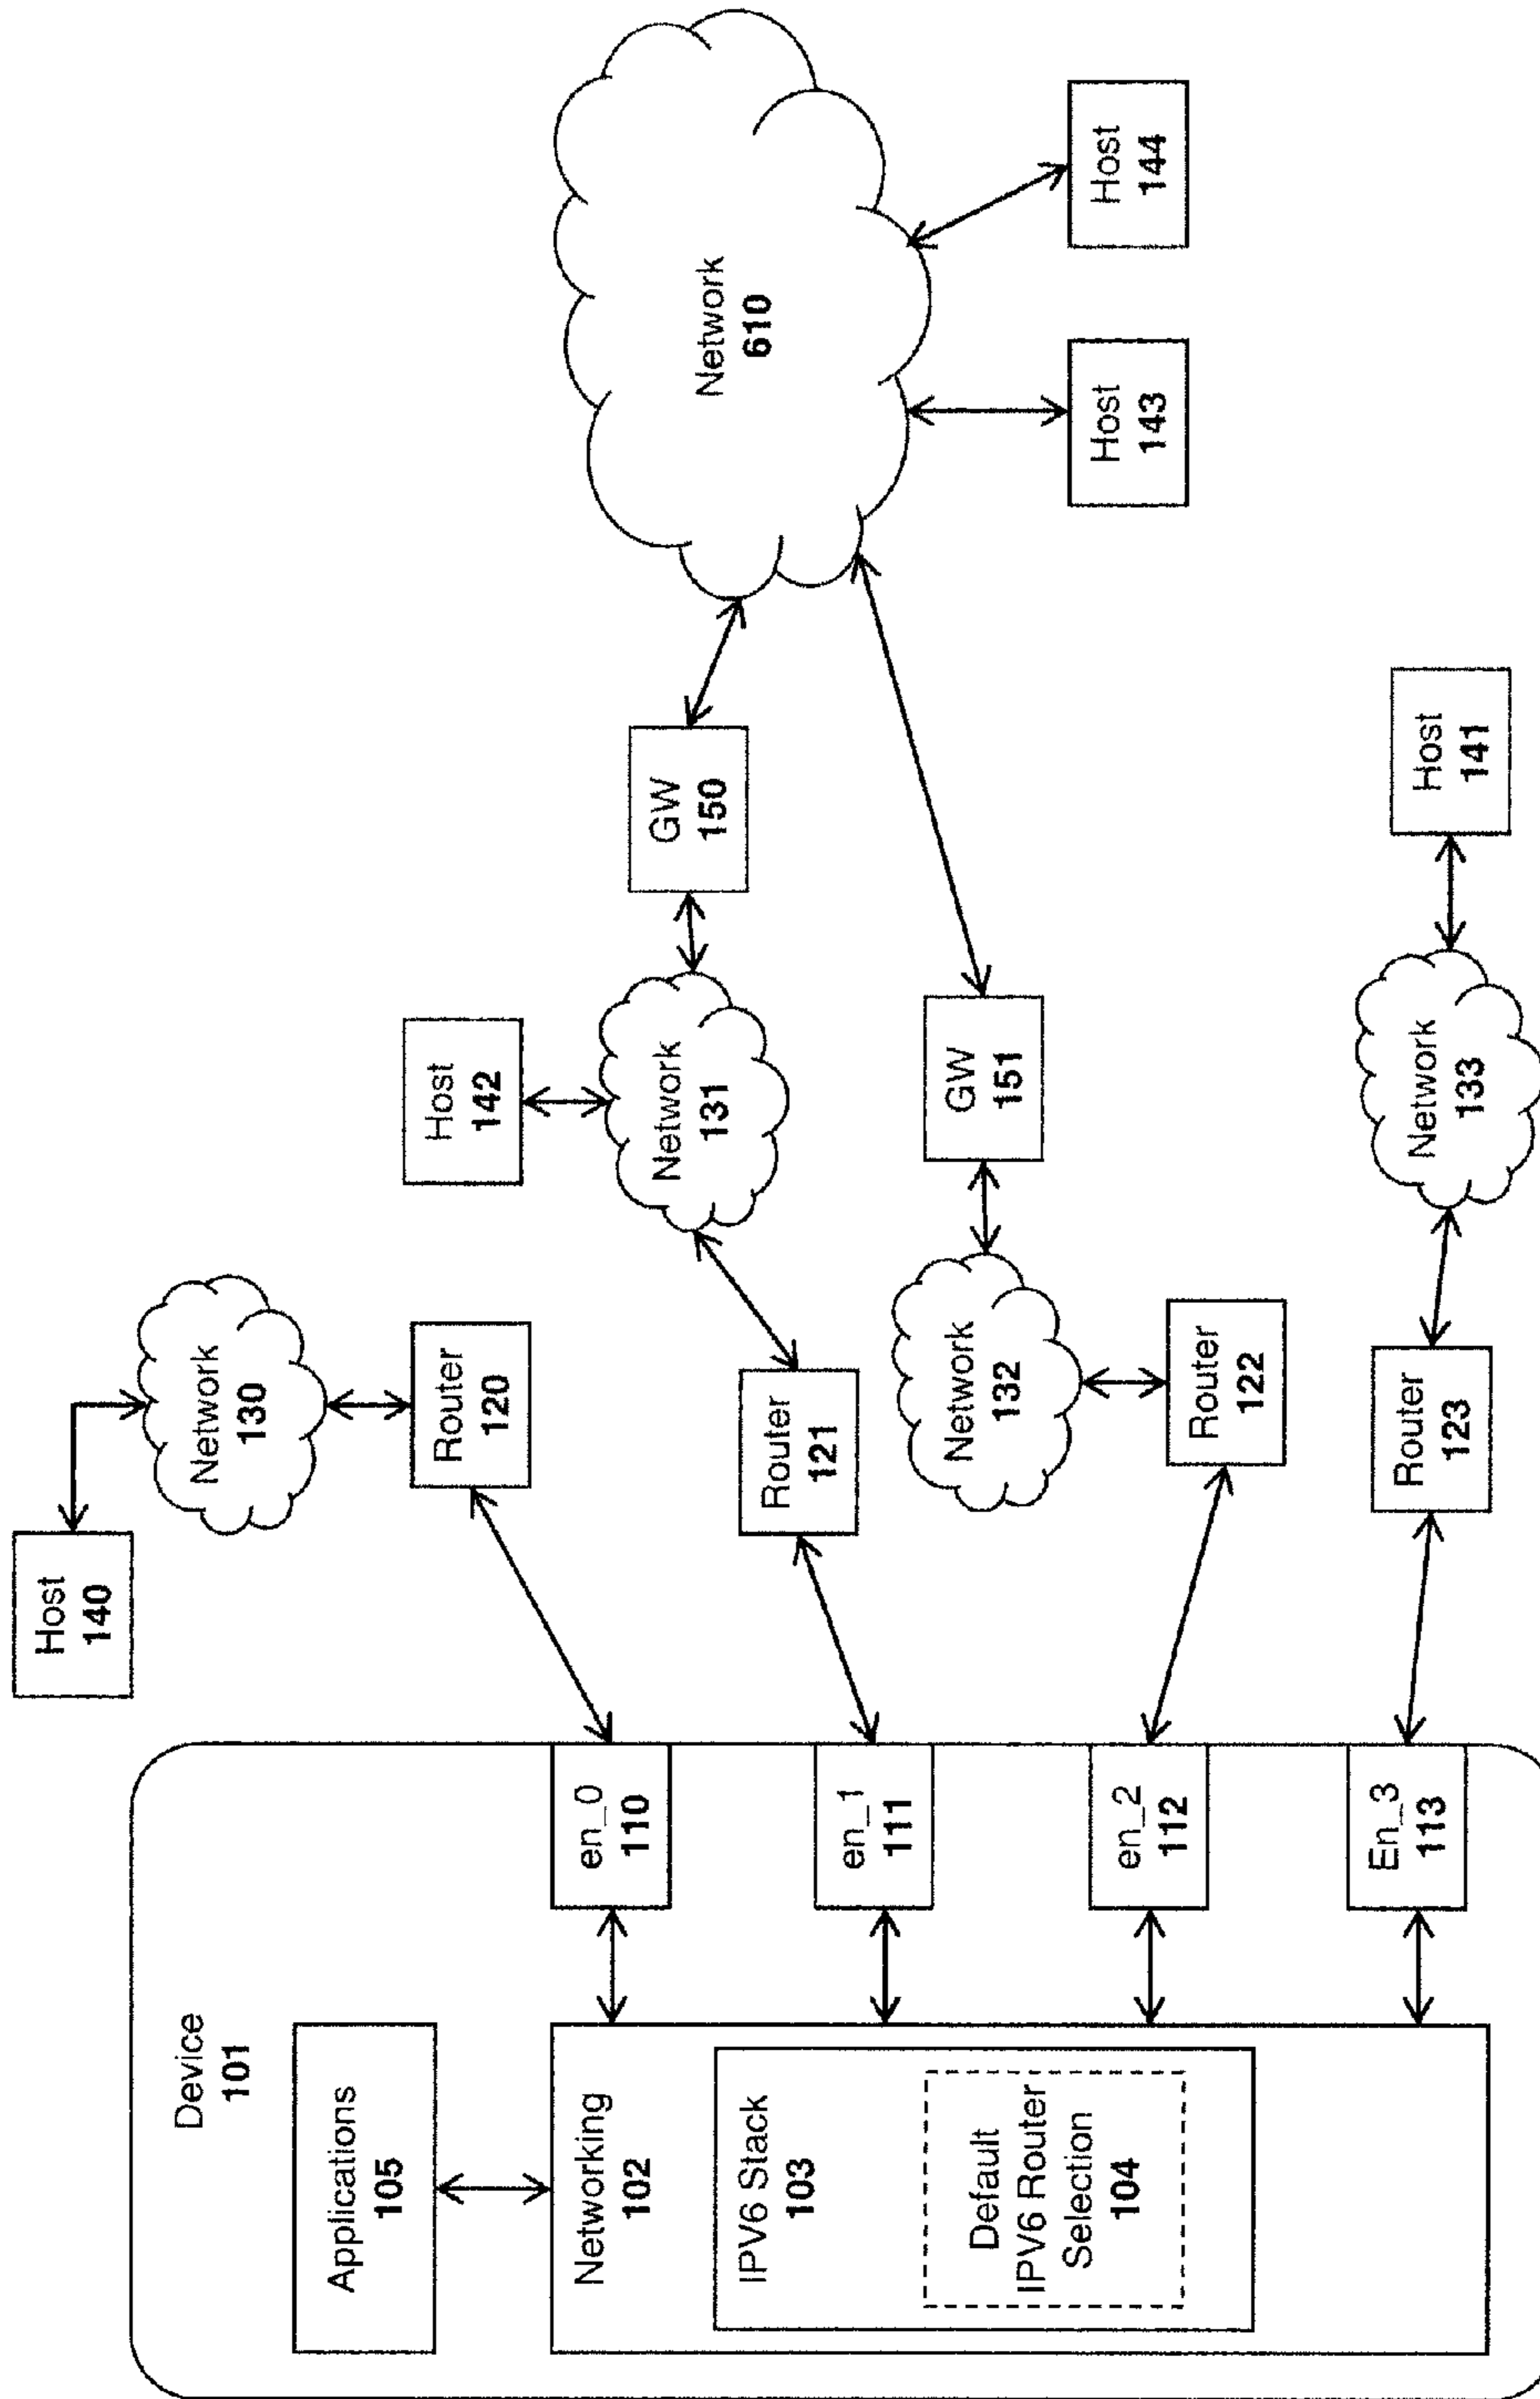 Device
101
Applications
105
Networking
102
IPV6 Stack
103
Default
IPV6 Router
Selection
104
en_0
110
en_1
111
en_2
112
En_3
113
Host
140
Network
130
Router
120
Router
121
Host
142
Network
131
GW
150
Router
122
Network
132
GW
151
Router
123
Network
133
Host
141
Network
610
Host
143
Host
144